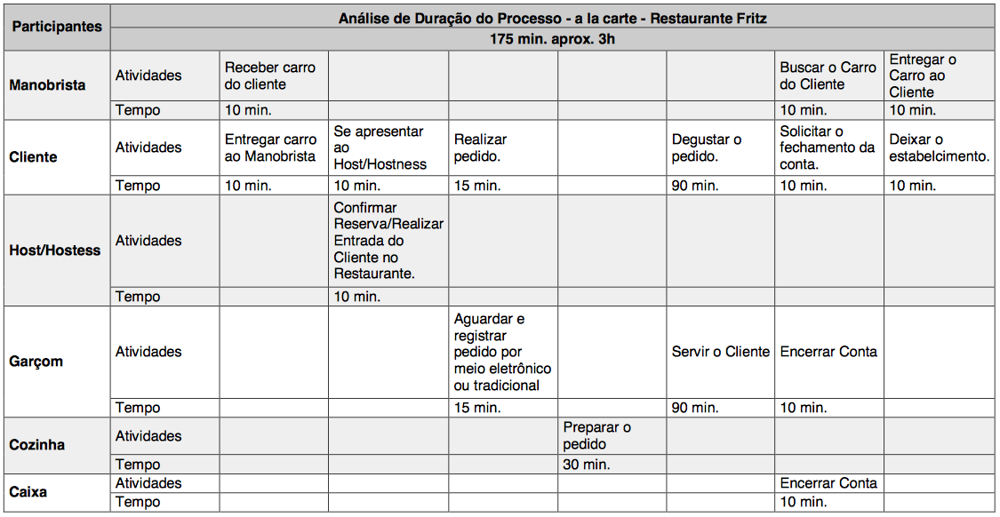 Participantes
Análise de Duração do Processo - a la carte - Restaurante Fritz
175 min. aprox. 3h
Manobrista
Atividades
Receber carro
do cliente
Buscar o Carro
do Cliente
Entregar o
Carro ao
Cliente
Tempo
10 min.
10 min.
10 min.
Cliente
Atividades
Entregar carro
ao Manobrista
Se apresentar
ao
Host/Hostness
Realizar
pedido.
Degustar o
pedido.
Solicitar o
fechamento da
conta.
Deixar o
estabelcimento.
Tempo
10 min.
10 min.
15 min.
90 min.
10 min.
10 min.
Host/Hostess
Atividades
Confirmar
Reserva/Realizar
Entrada do
Cliente no
Restaurante.
Tempo
10 min.
Garçom
Atividades
Aguardar e
registrar
pedido por
meio eletrônico
ou tradicional
Servir o Cliente
Encerrar Conta
Tempo
15 min.
90 min.
10 min.
Cozinha
Atividades
Preparar o
pedido
Tempo
30 min.
Caixa
Atividades
Encerrar Conta
Tempo
10 min.